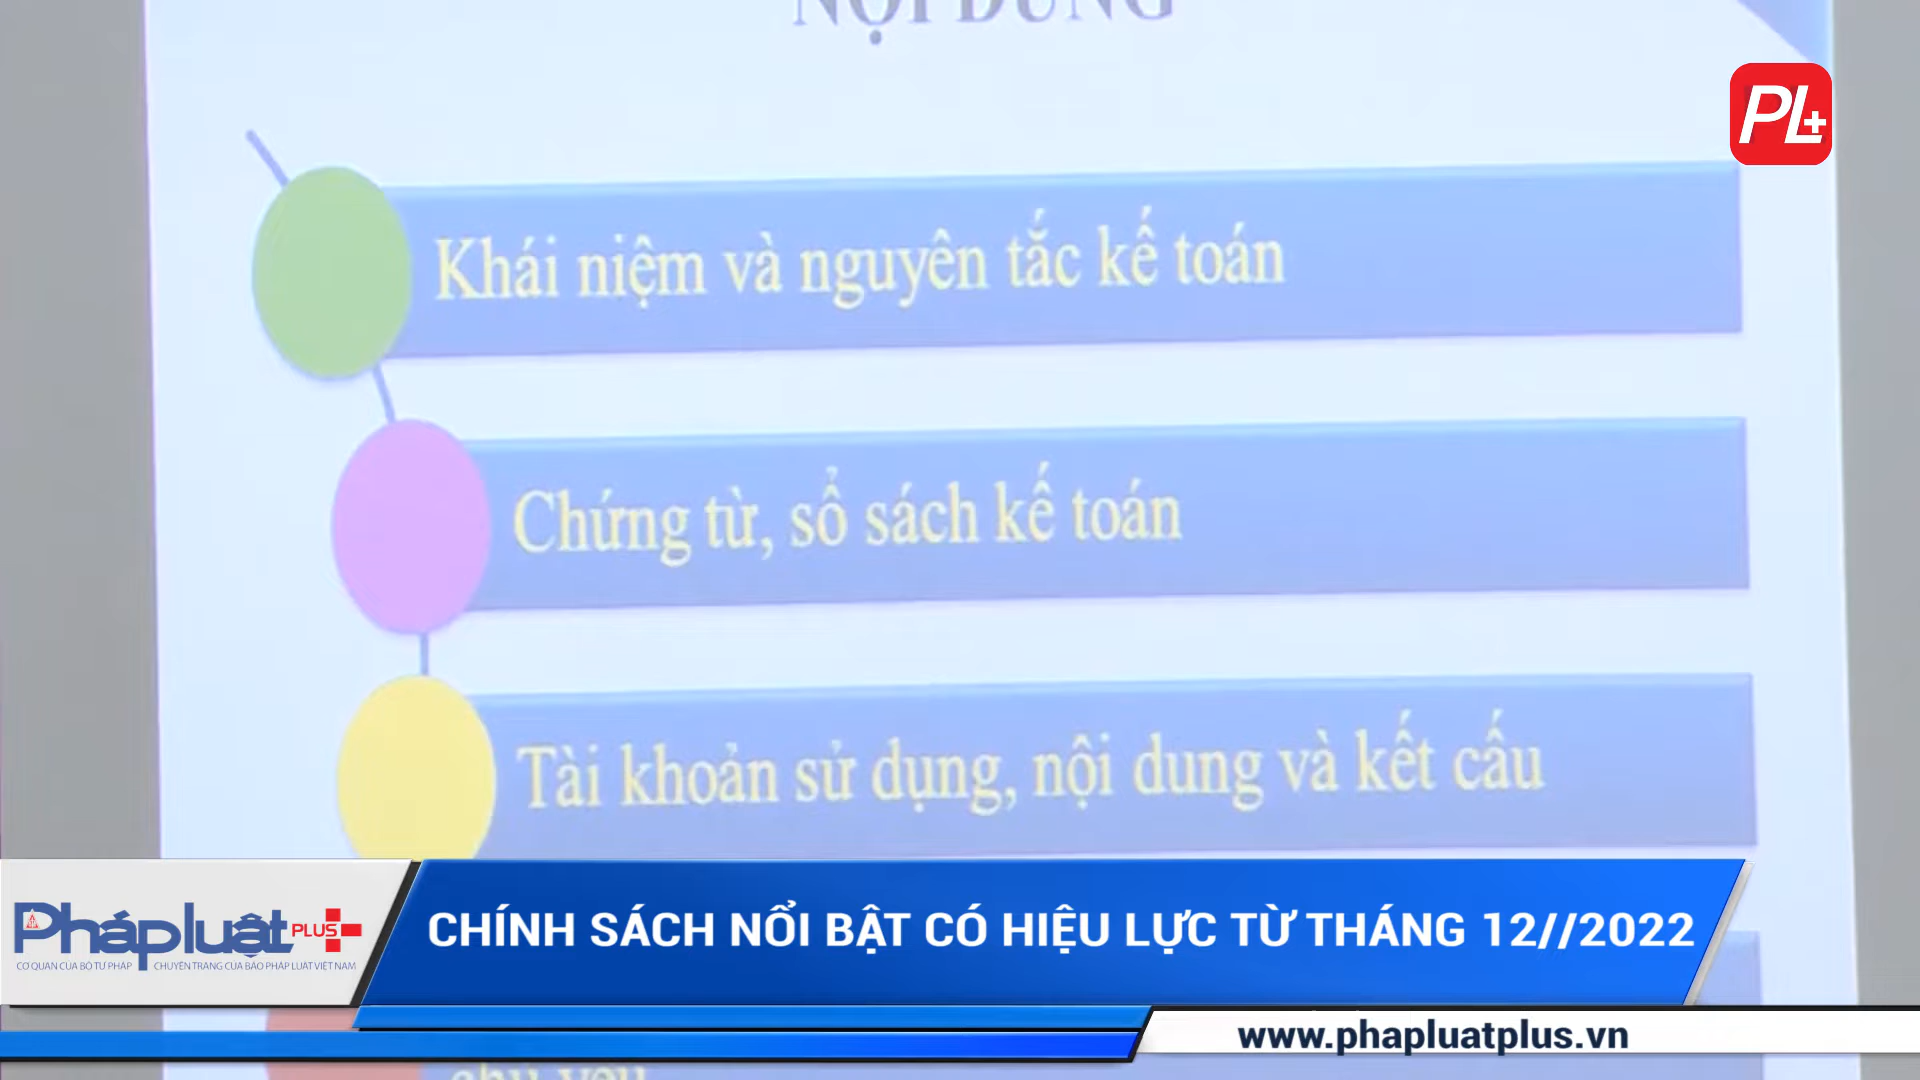 NỘI DUNG
PL+
Khái niệm và nguyên tắc kế toán
Chứng từ, sổ sách kế toán
Tài khoản sử dụng, nội dung và kết cấu
Phápluật PLUS
CƠ QUAN CỦA BỘ TƯ PHÁP CHUYÊN TRANG CỦA BÁO PHÁP LUẬT VIỆT NAM
CHÍNH SÁCH NỔI BẬT CÓ HIỆU LỰC TỪ THÁNG 12//2022
www.phapluatplus.vn